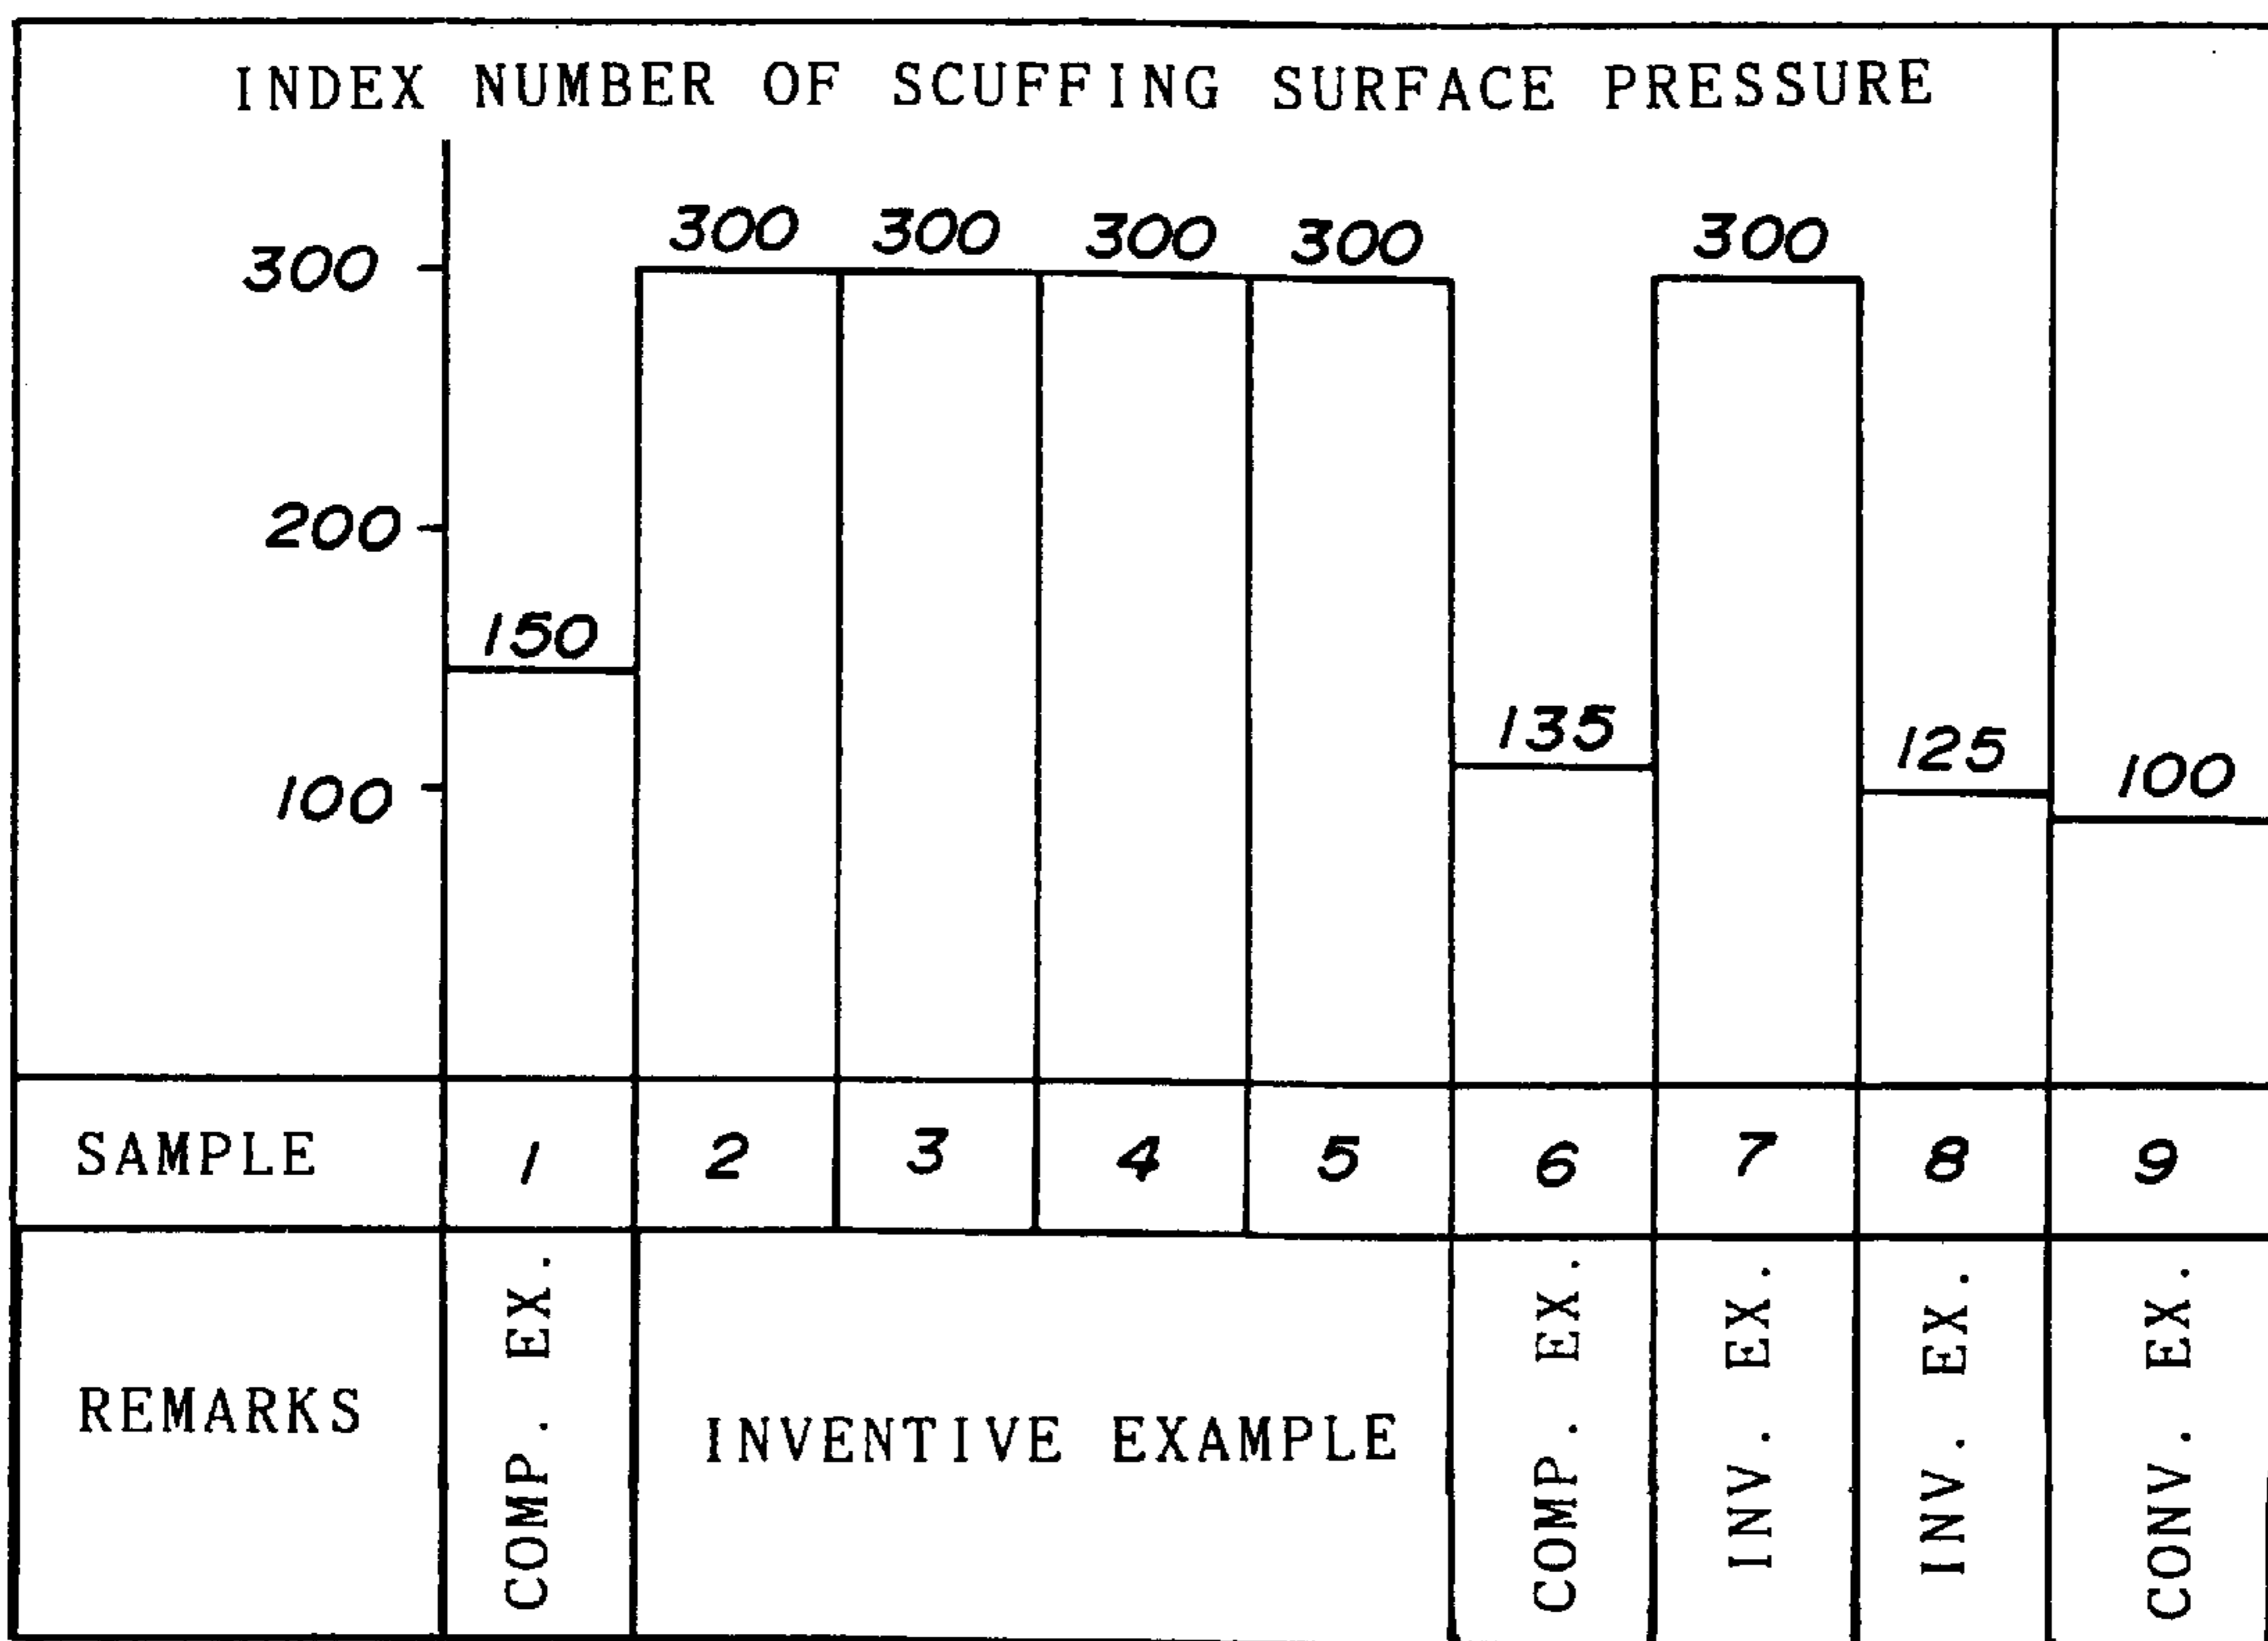 INDEX NUMBER OF SCUFFING SURFACE PRESSURE
300 300 300 300 300
300
200
150
135
125
100
100
SAMPLE 1 2 3 4 5 6 7 8 9
REMARKS
COMP. EX.
INVENTIVE EXAMPLE
COMP. EX.
INV. EX.
INV. EX.
CONV. EX.